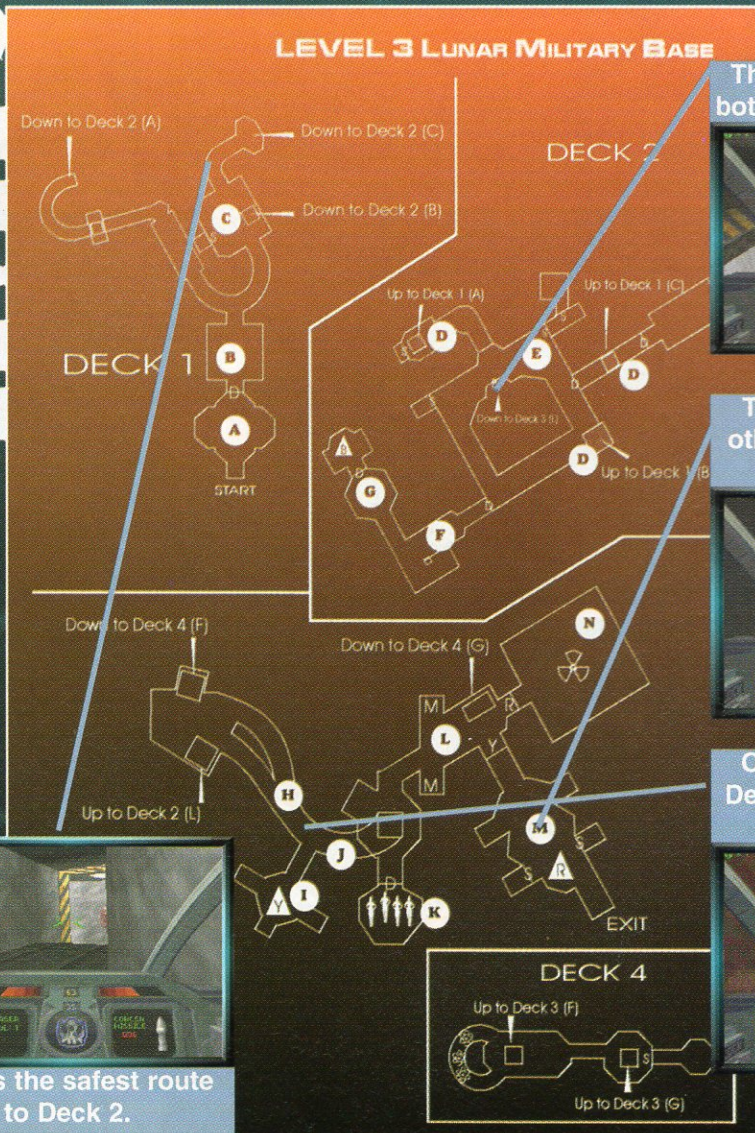 LEVEL 3 LUNAR MILITARY BASE
Down to Deck 2 (A)
Down to Deck 2 (C)
Down to Deck 2 (B)
C
S
DECK 1
B
D
A
START
DECK 2
Up to Deck 1 (A)
Up to Deck 1 (C)
S
D
E
S
D
D
D
Down to Deck 3 (L)
D
Up to Deck 1 (B
B
D
G
D
F
Down to Deck 4 (F)
Down to Deck 4 (G)
N
M
R
L
Y
M
Up to Deck 2 (L)
H
J
M
S
S
R
Y
I
D
K
EXIT
DECK 4
Up to Deck 3 (F)
S
Up to Deck 3 (G)
bot
De
s the safest route
to Deck 2.